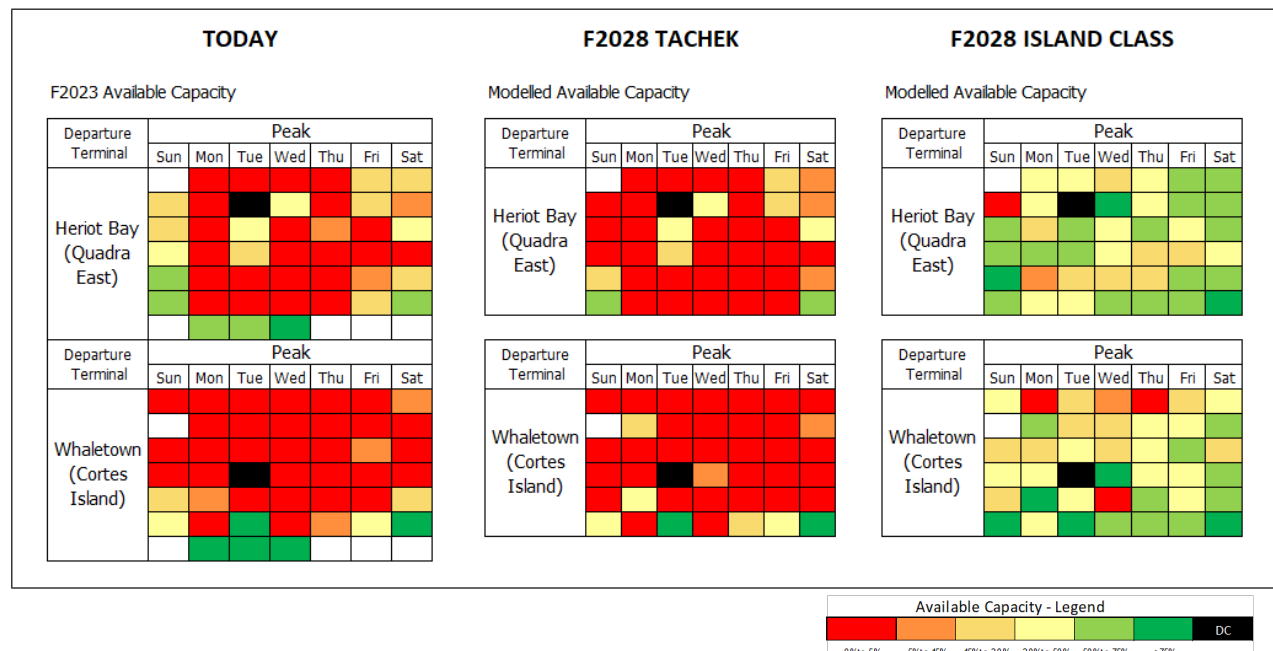 TODAY
F2028 TACHEK
F2028 ISLAND CLASS
F2023 Available Capacity
Modelled Available Capacity
Modelled Available Capacity
Departure
Terminal
Peak
Sun Mon Tue Wed Thu Fri Sat
Heriot Bay
(Quadra
East)
Departure
Terminal
Peak
Sun Mon Tue Wed Thu Fri Sat
Heriot Bay
(Quadra
East)
Departure
Terminal
Peak
Sun Mon Tue Wed Thu Fri Sat
Heriot Bay
(Quadra
East)
Departure
Terminal
Peak
Sun Mon Tue Wed Thu Fri Sat
Whaletown
(Cortes
Island)
Departure
Terminal
Peak
Sun Mon Tue Wed Thu Fri Sat
Whaletown
(Cortes
Island)
Departure
Terminal
Peak
Sun Mon Tue Wed Thu Fri Sat
Whaletown
(Cortes
Island)
Available Capacity - Legend
DC